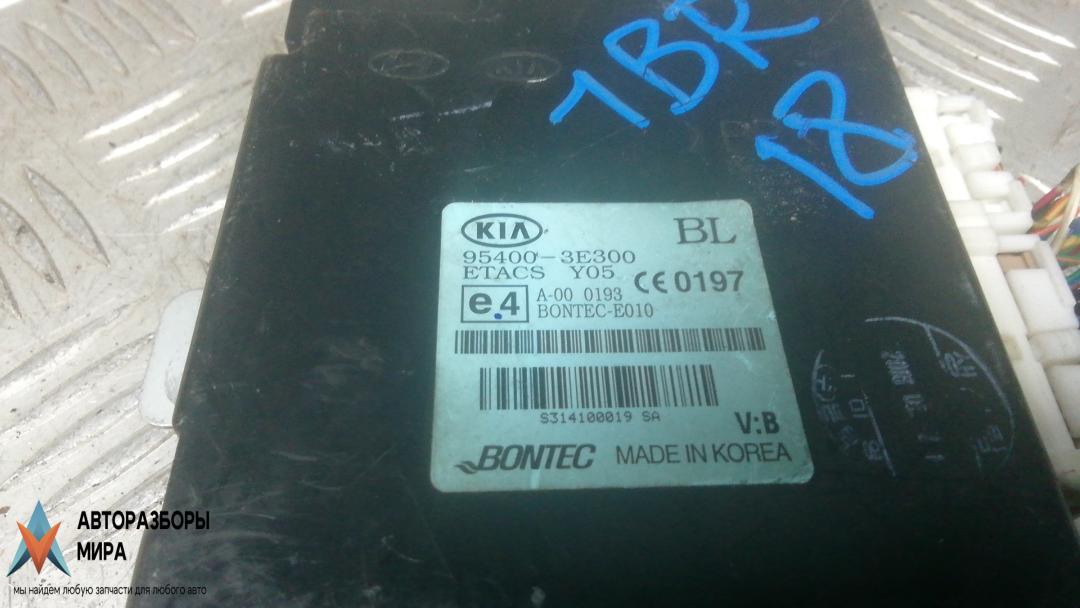 1BR
18
KIA
BL
95400-3E300
ETACS Y05
CE 0197
e.4
A-00 0193
BONTEC-E010
S314100019 SA
V:B
BONTEC MADE IN KOREA
АВТОРАЗБОРЫ
МИРА
мы найдем любую запчасти для любого авто